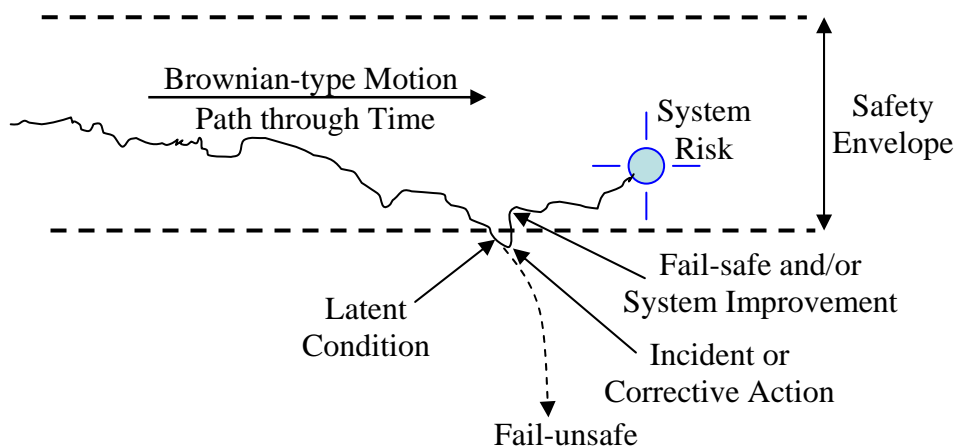 Brownian-type Motion
Path through Time
System
Risk
Safety
Envelope
Fail-safe and/or
System Improvement
Latent
Condition
Incident or
Corrective Action
Fail-unsafe